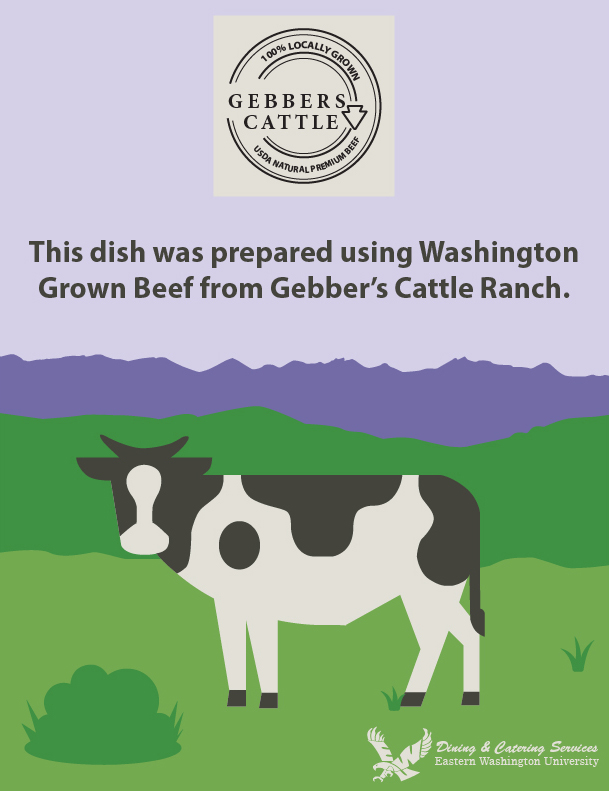 100% LOCALLY GROWN
GEBBERS
CATTLE
USDA NATURAL PREMIUM BEEF
This dish was prepared using Washington
Grown Beef from Gebber’s Cattle Ranch.
Dining & Catering Services
Eastern Washington University